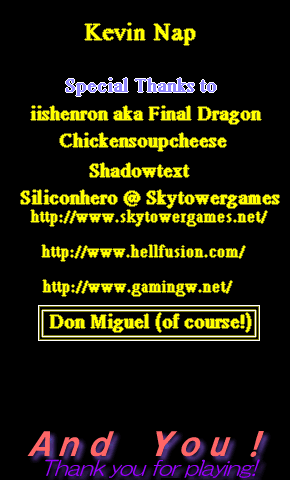 Kevin Nap
Special Thanks to
iishenron aka Final Dragon
Chickensoupcheese
Shadowtext
Siliconhero @ Skytowergames
http://www.skytowergames.net/
http://www.hellfusion.com/
http://www.gamingw.net/
Don Miguel (of course!)
And You!
Thank you for playing!